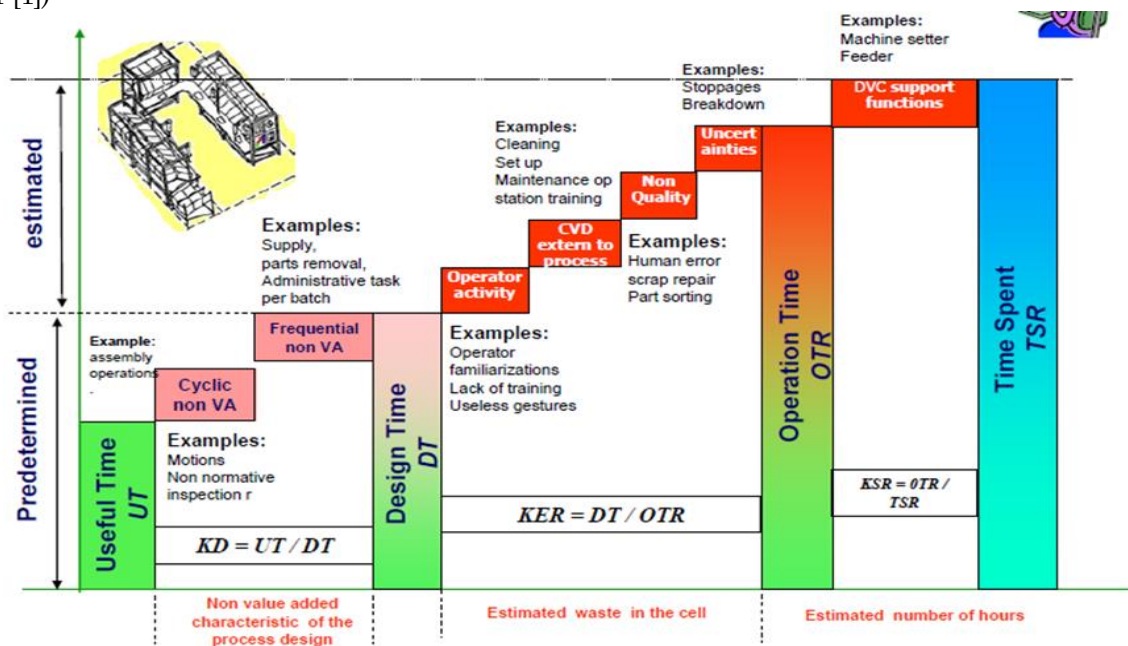 [1])
Examples:
Machine setter
Feeder
Examples:
Stoppages
Breakdown
DVC support
functions
Examples:
Cleaning
Set up
Maintenance op
station training
Uncert
ainties
Non
Quality
estimated
Examples:
Supply,
parts removal,
Administrative task
per batch
CVD
extern to
process
Examples:
Human error
scrap repair
Part sorting
Operator
activity
Frequential
non VA
Example:
assembly
operations
.
Cyclic
non VA
Examples:
Operator
familiarizations
Lack of training
Useless gestures
Predetermined
Useful Time
UT
Examples:
Motions
Non normative
inspection r
Design Time
DT
Operation Time
OTR
Time Spent
TSR
KD = UT / DT
KER = DT / OTR
KSR = 0TR /
TSR
Non value added
characteristic of the
process design
Estimated waste in the cell
Estimated number of hours